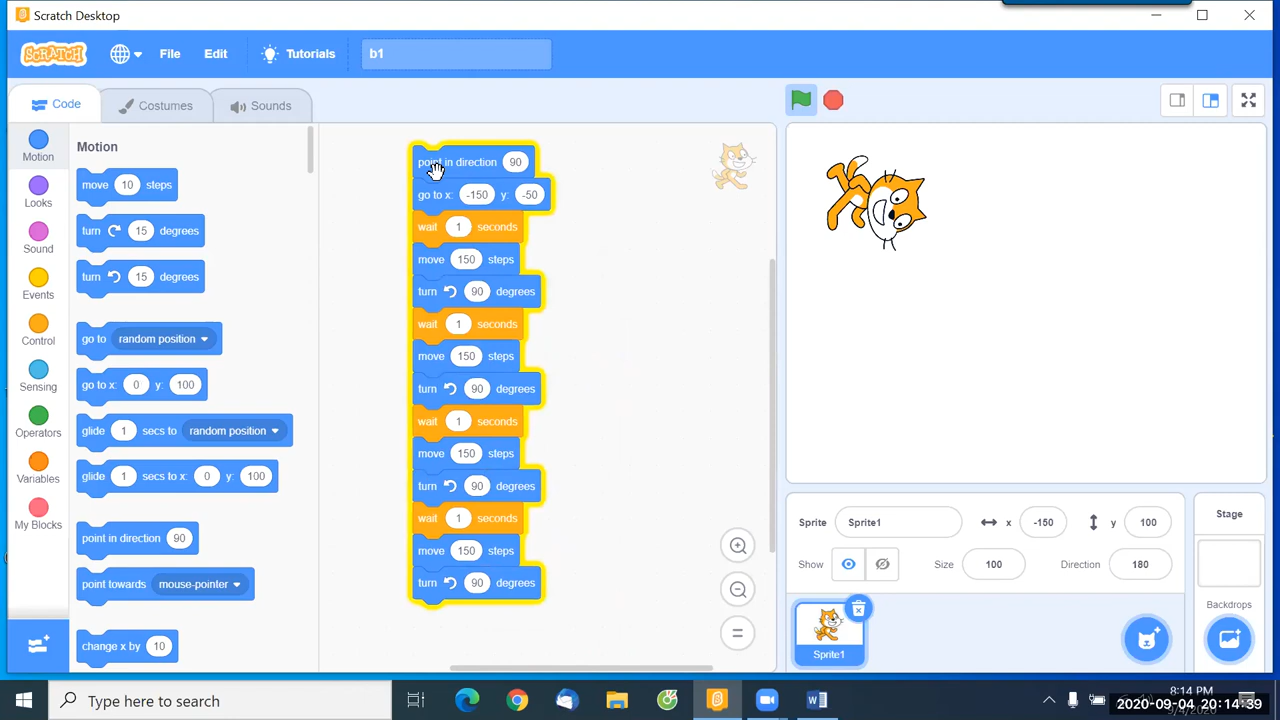 Scratch Desktop
SCRATCH File Edit Tutorials b1
Code Costumes Sounds
Motion
Looks
Sound
Events
Control
Sensing
Operators
Variables
My Blocks
Motion
move 10 steps
turn 15 degrees
turn 15 degrees
go to random position
go to x: 0 y: 100
glide 1 secs to random position
glide 1 secs to x: 0 y: 100
point in direction 90
point towards mouse-pointer
change x by 10
point in direction 90
go to x: -150 y: -50
wait 1 seconds
move 150 steps
turn 90 degrees
wait 1 seconds
move 150 steps
turn 90 degrees
wait 1 seconds
move 150 steps
turn 90 degrees
wait 1 seconds
move 150 steps
turn 90 degrees
Sprite Sprite1 x -150 y 100
Show Size 100 Direction 180
Sprite1
Stage
Backdrops
Type here to search
8:14 PM
2020-09-04 20:14:39